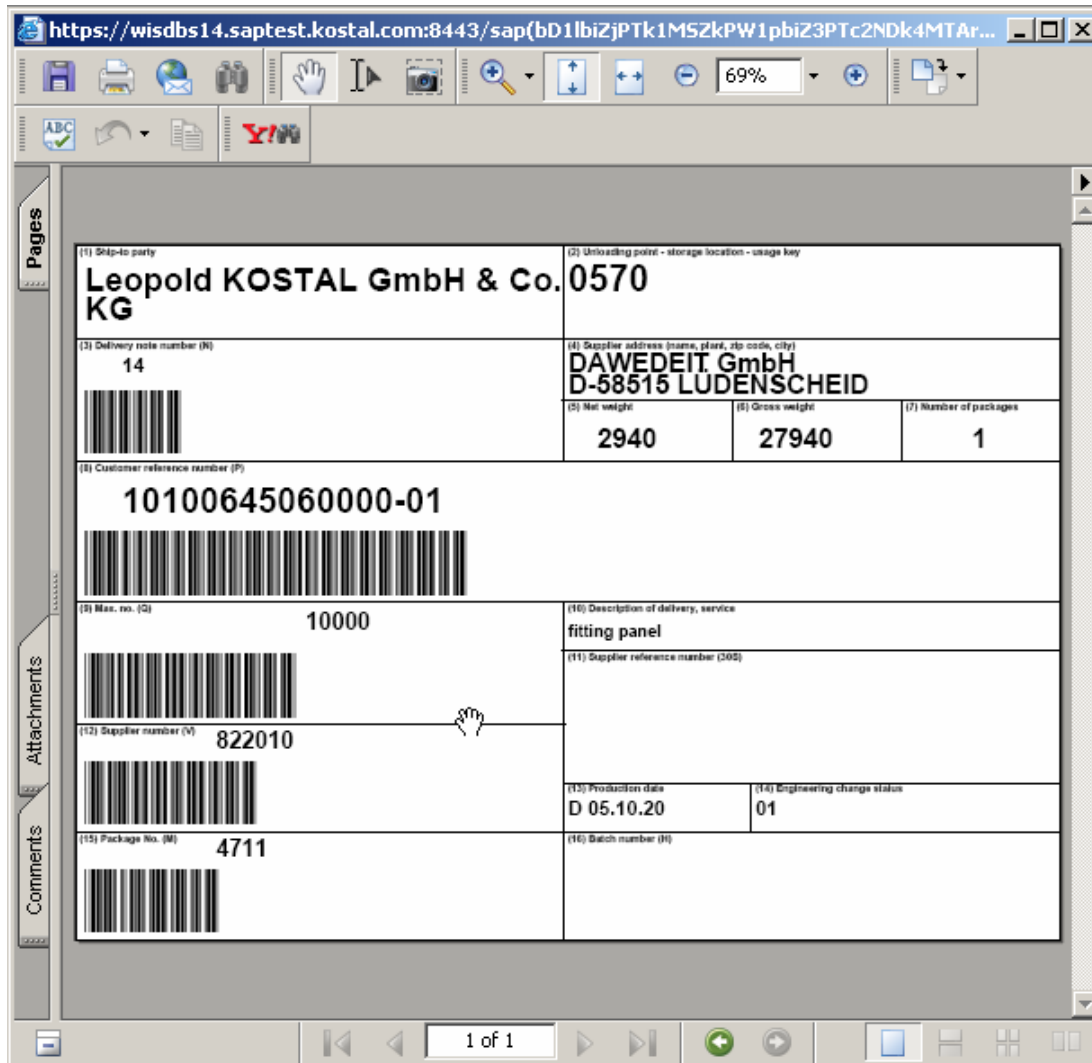 https://wisdbs14.saptest.kostal.com:8443/sap(bD1lbiZjPTk1MSZkPW1pbiZ3PTc2NDk4MTAr...
69%
ABC
Y!
Pages
(1) Ship-to party
Leopold KOSTAL GmbH & Co.
KG
(2) Unloading point - storage location - usage key
0570
(3) Delivery note number (N)
14
(4) Supplier address (name, plant, zip code, city)
DAWEDEIT GmbH
D-58515 LÜDENSCHEID
(5) Net weight
2940
(6) Gross weight
27940
(7) Number of packages
1
(8) Customer reference number (P)
10100645060000-01
(9) Mas. no. (Q)
10000
(10) Description of delivery, service
fitting panel
(11) Supplier reference number (30S)
Attachments
(12) Supplier number (V)
822010
(13) Production date
D 05.10.20
(14) Engineering change status
01
Comments
(15) Package No. (M)
4711
(16) Batch number (H)
1 of 1